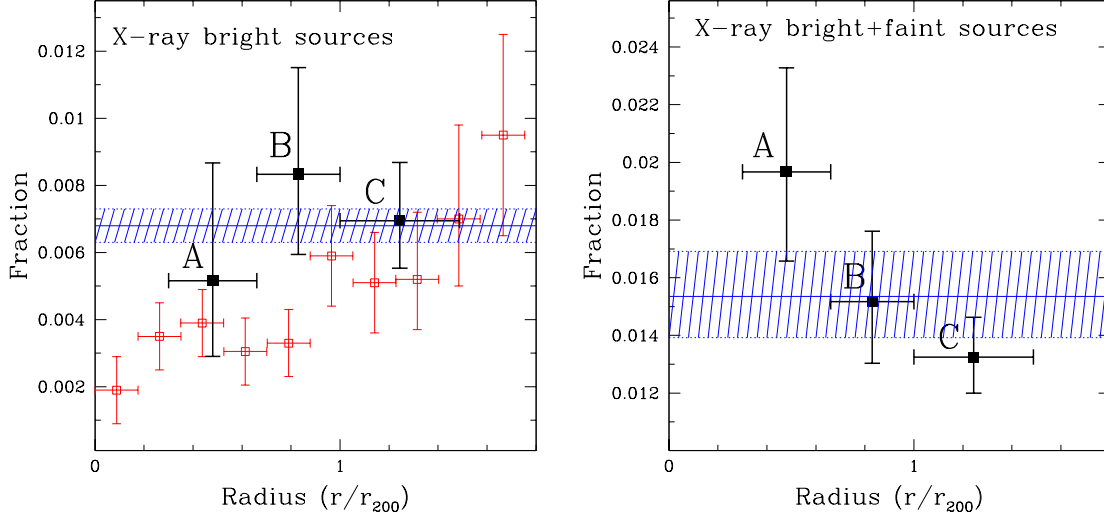 X-ray bright sources
0.012
0.01
0.008
0.006
0.004
0.002
Fraction
A
B
C
0
1
Radius (r/r200)
X-ray bright+faint sources
0.024
0.022
0.02
0.018
0.016
0.014
0.012
Fraction
A
B
C
0
1
Radius (r/r200)